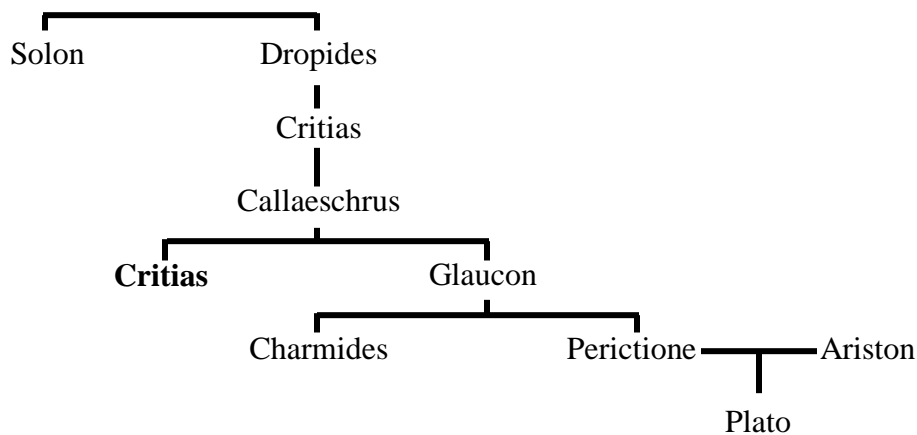 Solon Dropides
Critias
Callaeschrus
Critias Glaucon
Charmides Perictione Ariston
Plato